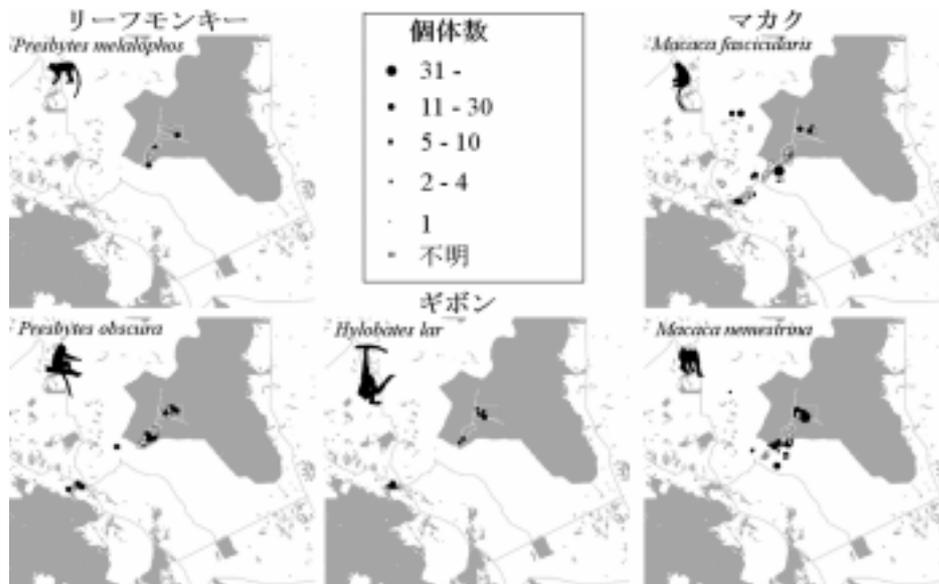 リーフモンキー
Presbytes melalophos
個体数
31 -
11 - 30
5 - 10
2 - 4
1
不明
マカク
Macaca fascicularis
Presbytes obscura
ギボン
Hylobates lar
Macaca nemestrina